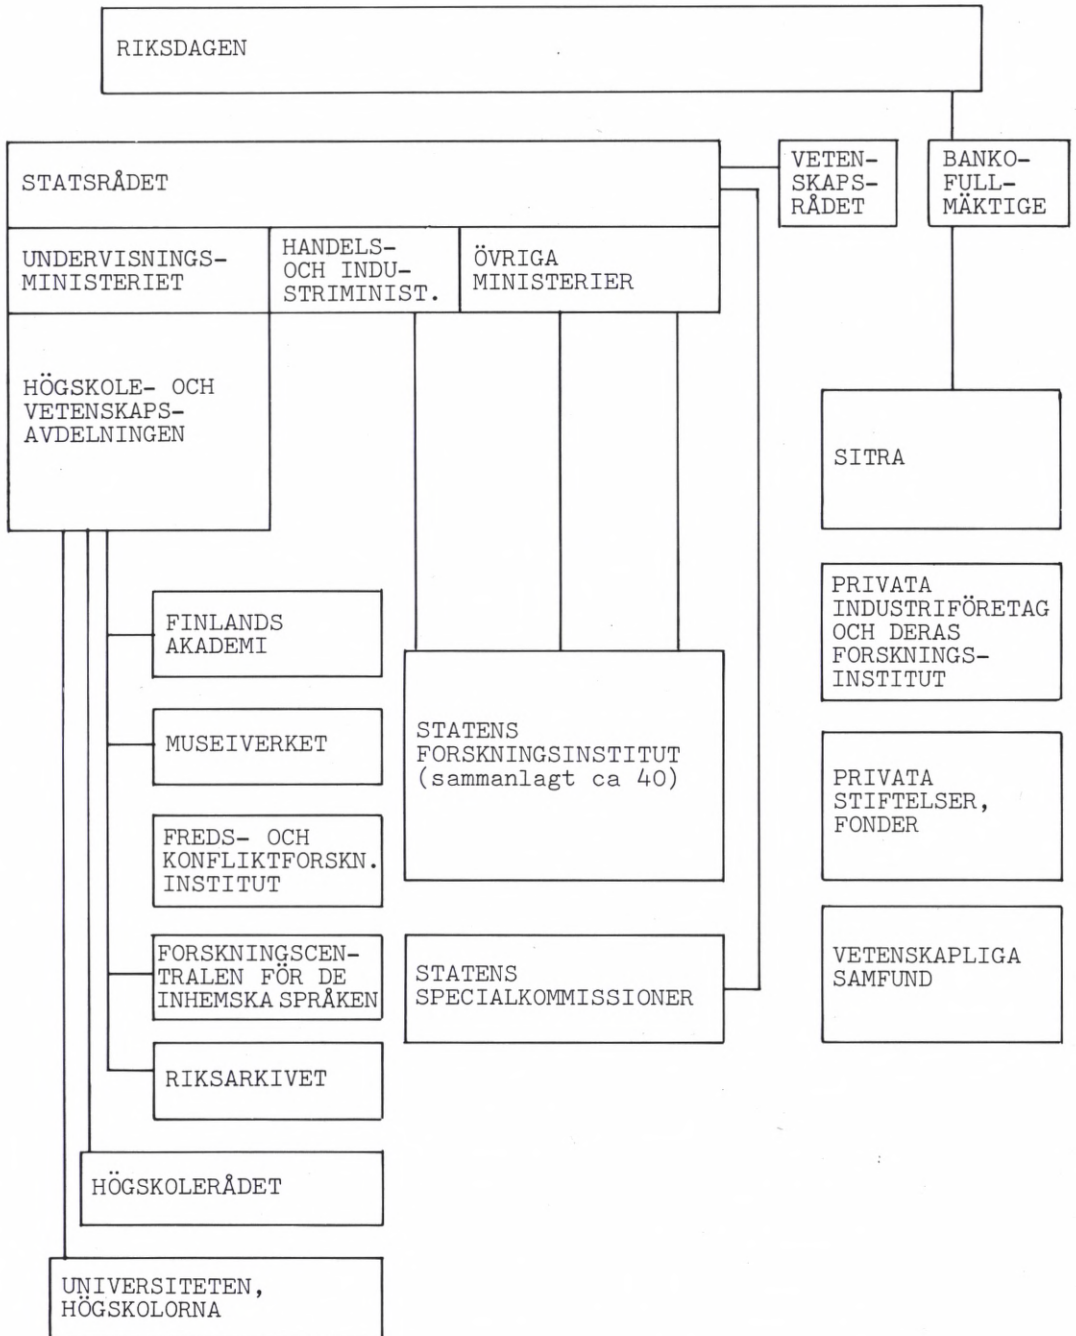 RIKSDAGEN
STATSRÅDET
VETEN-
SKAPS-
RÅDET
BANKO-
FULL-
MÄKTIGE
UNDERVISNINGS-
MINISTERIET
HANDELS-
OCH INDU-
STRIMINIST.
ÖVRIGA
MINISTERIER
HÖGSKOLE- OCH
VETENSKAPS-
AVDELNINGEN
SITRA
FINLANDS
AKADEMI
MUSEIVERKET
FREDS- OCH
KONFLIKTFORSKN.
INSTITUT
FORSKNINGSCEN-
TRALEN FÖR DE
INHEMSKA SPRÅKEN
RIKSARKIVET
HÖGSKOLERÅDET
UNIVERSITETEN,
HÖGSKOLORNA
STATENS
FORSKNINGSINSTITUT
(sammanlagt ca 40)
STATENS
SPECIALKOMMISSIONER
PRIVATA
INDUSTRIFÖRETAG
OCH DERAS
FORSKNINGS-
INSTITUT
PRIVATA
STIFTELSER,
FONDER
VETENSKAPLIGA
SAMFUND